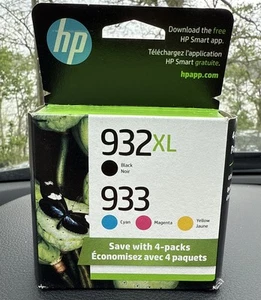 hp
Download the free
HP Smart app.
Téléchargez l'application
HP Smart gratuite.
hpapp.com
932XL
Black
Noir
933
Cyan
Magenta
Yellow
Jaune
Save with 4-packs
Économisez avec 4 paquets